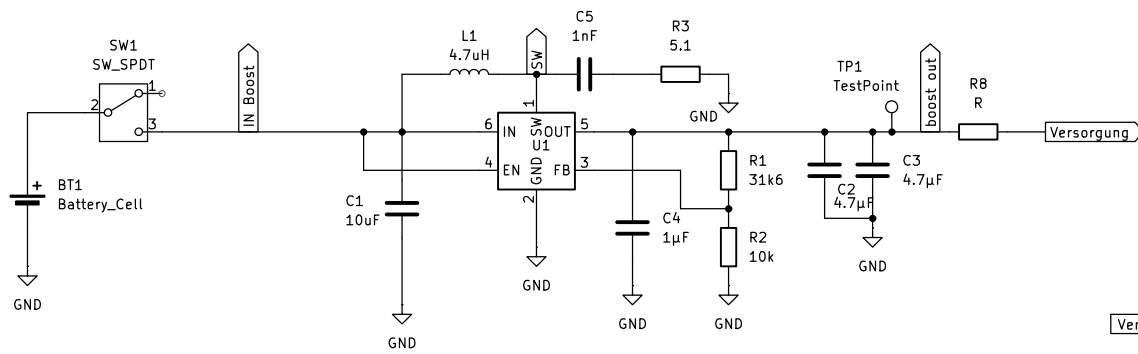 SW1
SW_SPDT
1
2
3
BT1
Battery_Cell
+
GND
IN Boost
L1
4.7uH
SW
C5
1nF
R3
5.1
GND
1
6
IN
SW
OUT
5
U1
4
EN
GND
FB
3
2
C1
10uF
GND
GND
C4
1µF
GND
R1
31k6
R2
10k
GND
C2
4.7µF
C3
4.7µF
GND
TP1
TestPoint
boost out
R8
R
Versorgung